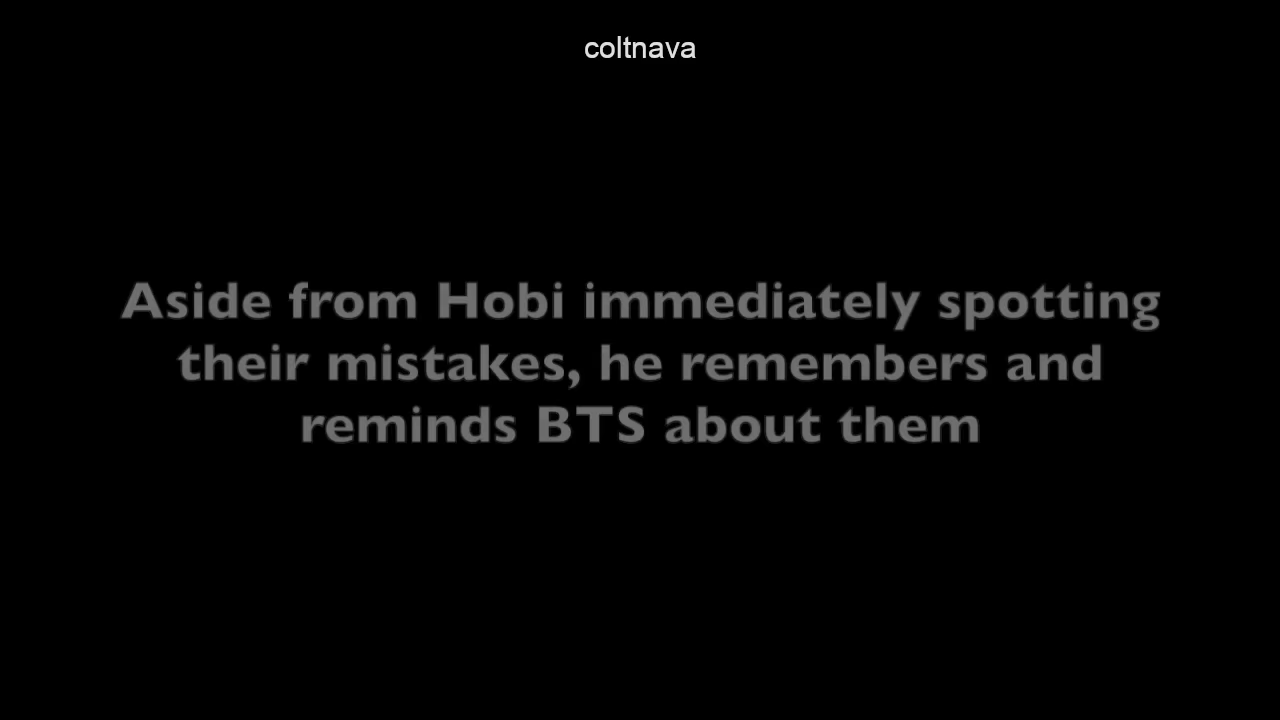 coltnava
Aside from Hobi immediately spotting
their mistakes, he remembers and
reminds BTS about them